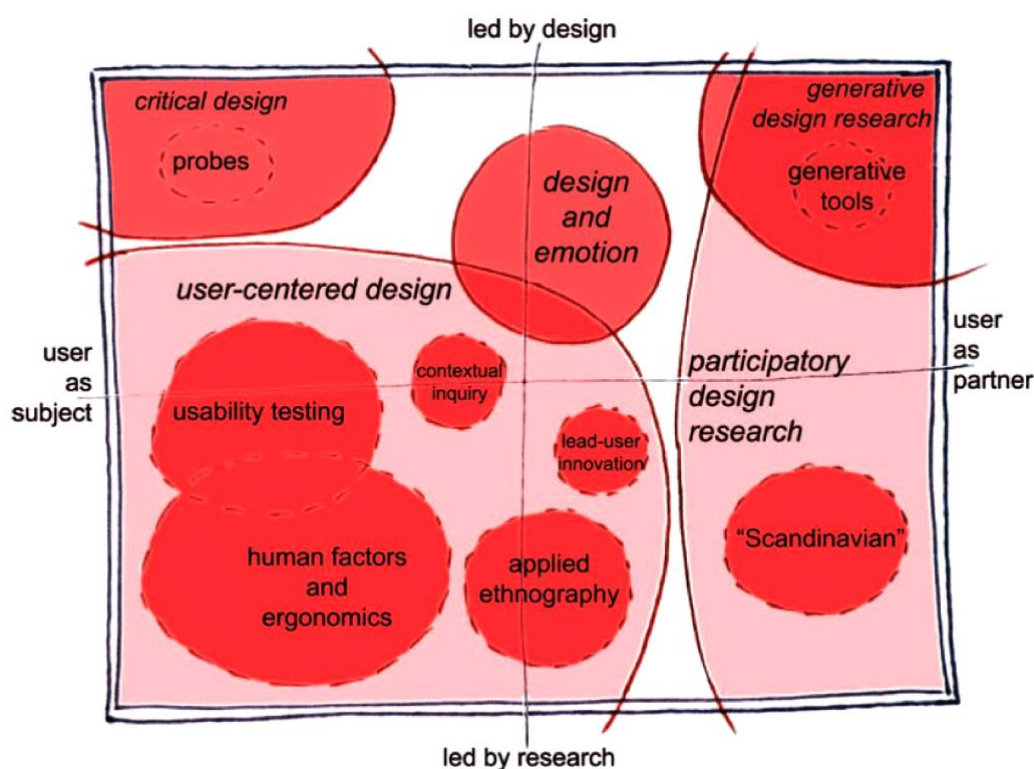 led by design
critical design
probes
generative
design research
generative
tools
design
and
emotion
user-centered design
user
as
subject
user
as
partner
contextual
inquiry
participatory
design
research
usability testing
lead-user
innovation
human factors
and
ergonomics
applied
ethnography
“Scandinavian”
led by research